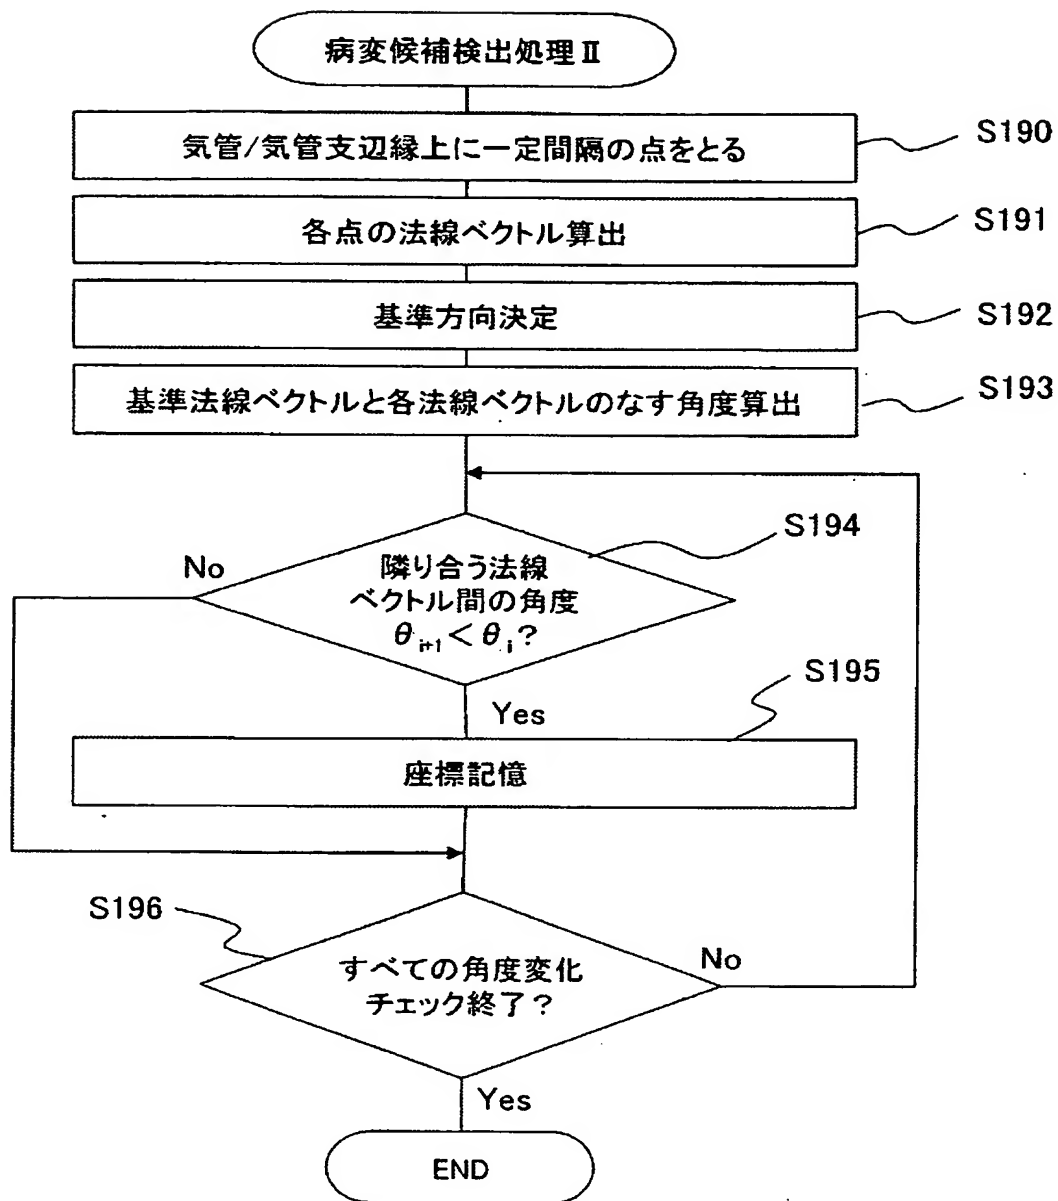 病変候補検出処理Ⅱ
気管/気管支辺縁上に一定間隔の点をとる
S190
各点の法線ベクトル算出
S191
基準方向決定
S192
基準法線ベクトルと各法線ベクトルのなす角度算出
S193
S194
No
隣り合う法線
ベクトル間の角度
θi+1<θi?
S195
Yes
座標記憶
S196
すべての角度変化
チェック終了?
No
Yes
END